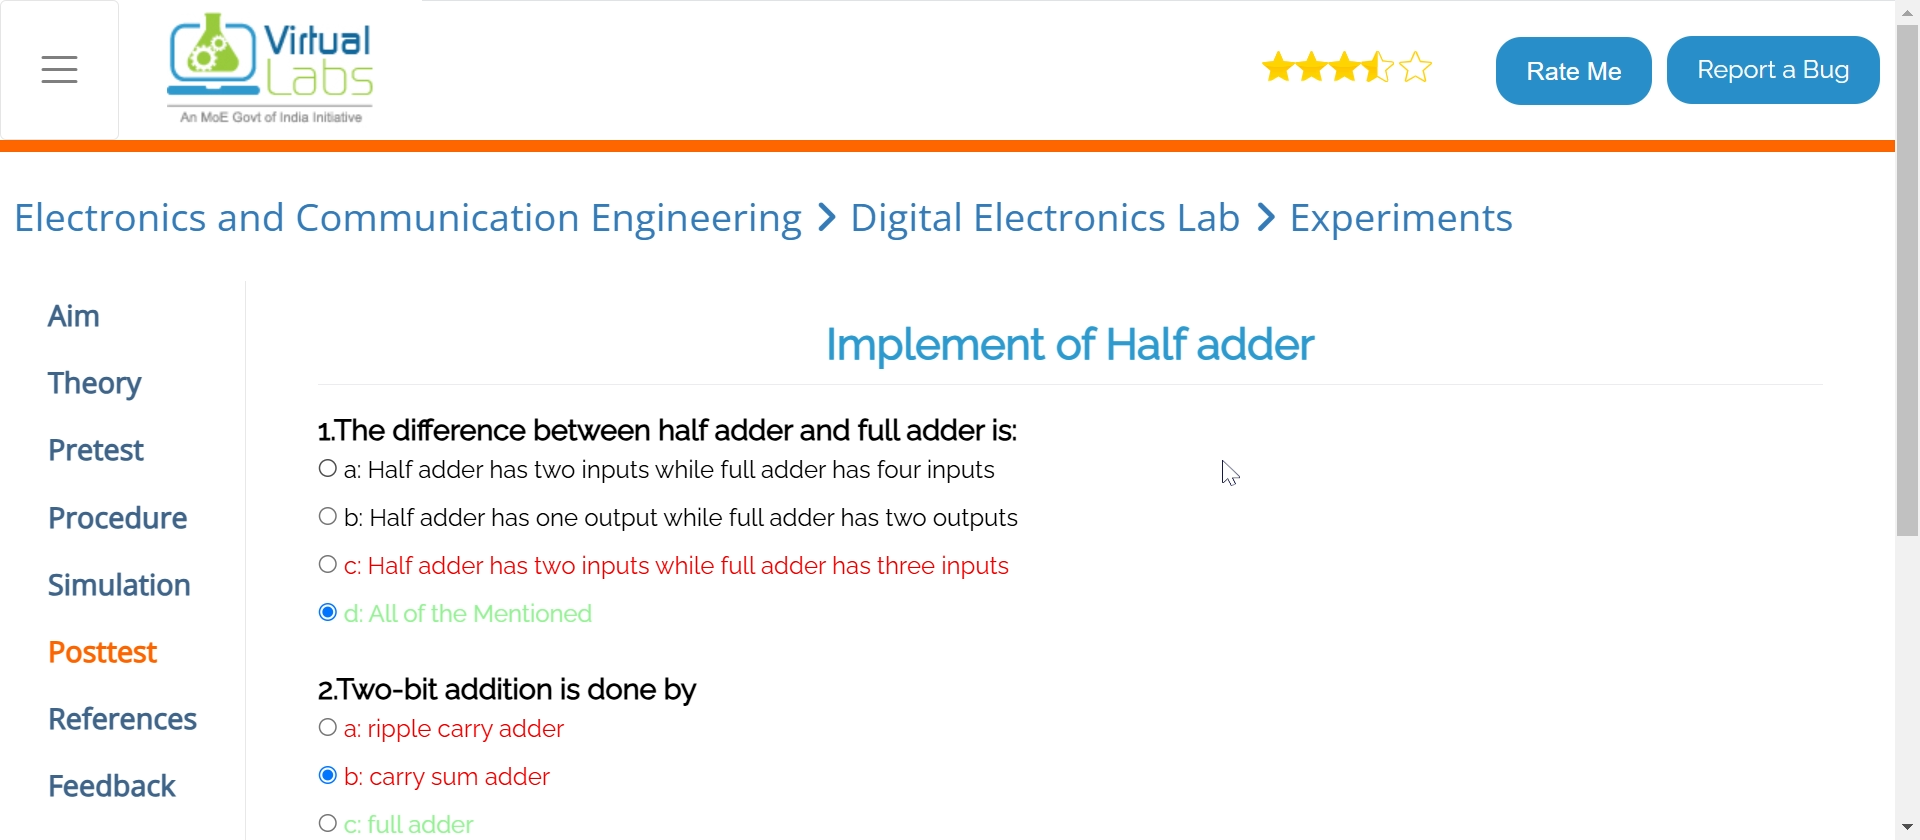 Virtual
Labs
An MoE Govt of India Initiative
Rate Me
Report a Bug
Electronics and Communication Engineering > Digital Electronics Lab > Experiments
Aim
Theory
Pretest
Procedure
Simulation
Posttest
References
Feedback
Implement of Half adder
1.The difference between half adder and full adder is:
a: Half adder has two inputs while full adder has four inputs
b: Half adder has one output while full adder has two outputs
c: Half adder has two inputs while full adder has three inputs
d: All of the Mentioned
2.Two-bit addition is done by
a: ripple carry adder
b: carry sum adder
c: full adder